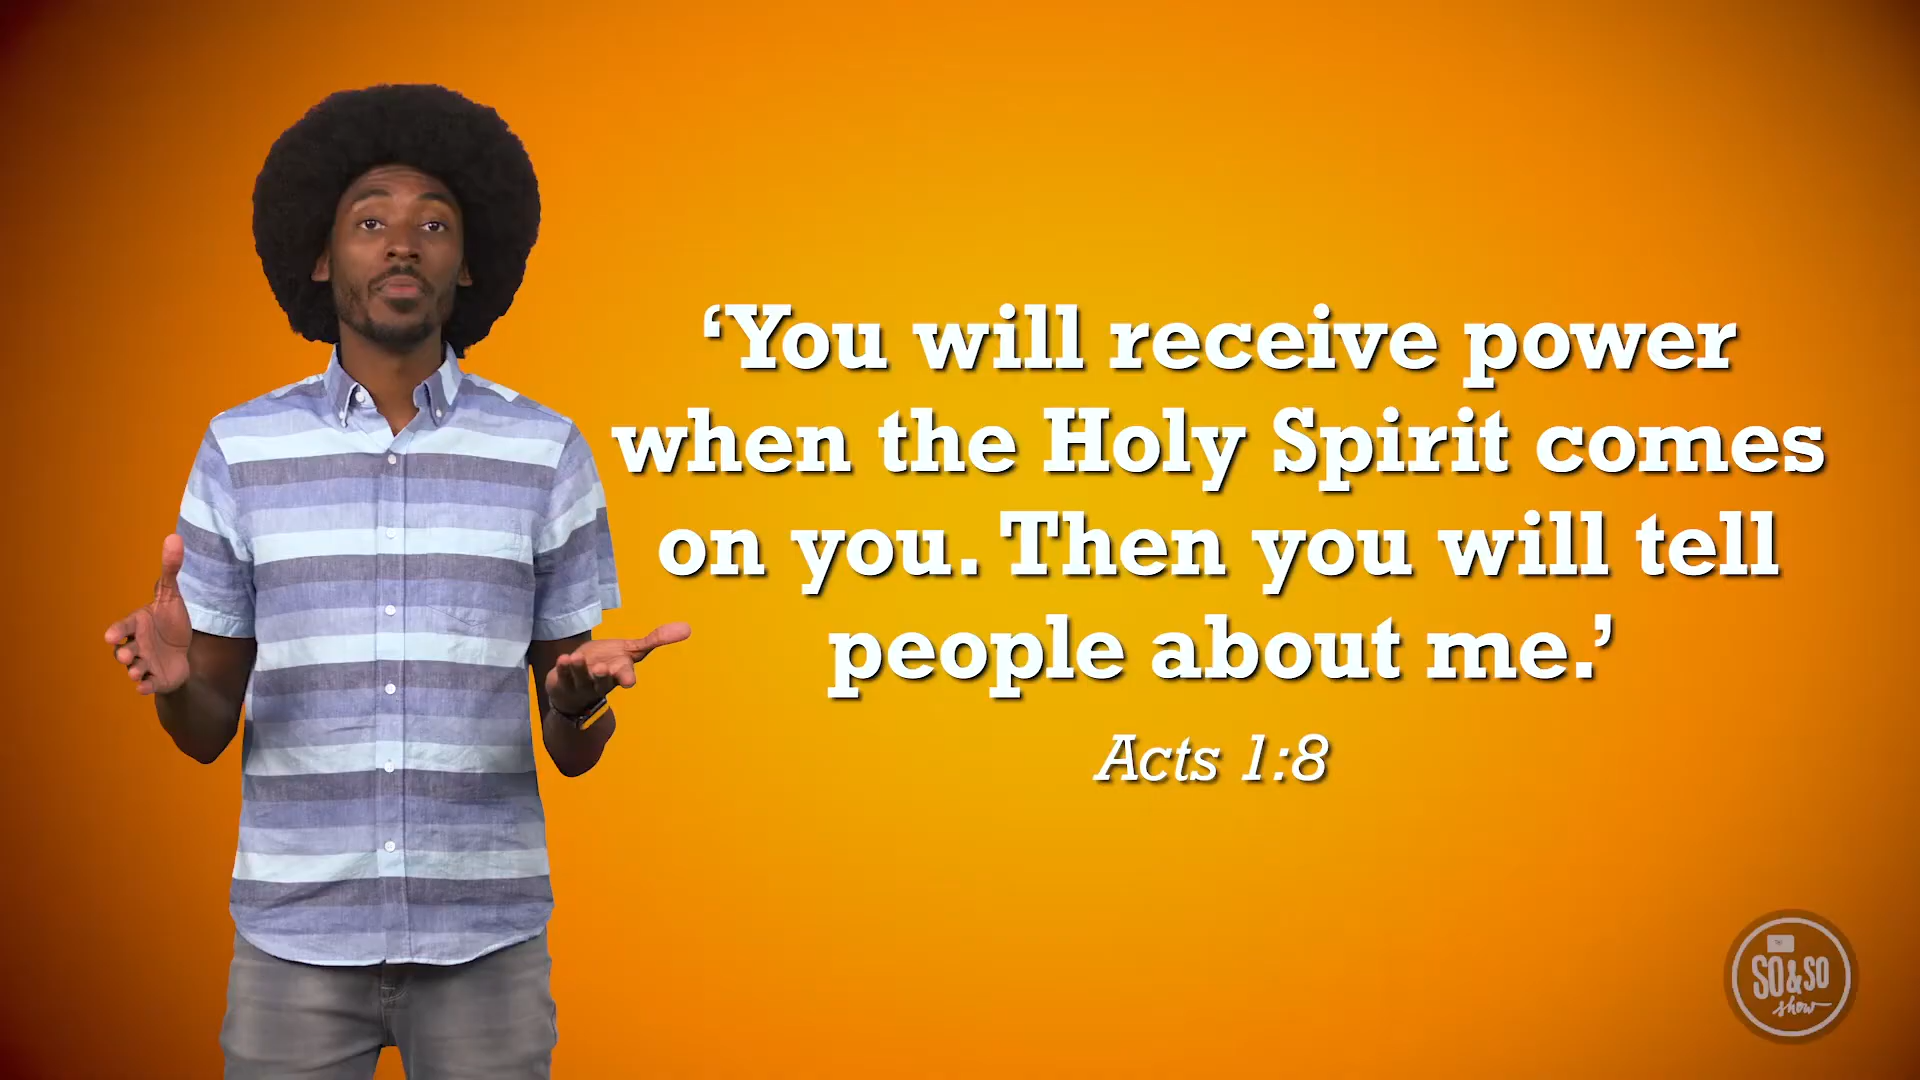 ‘You will receive power
when the Holy Spirit comes
on you. Then you will tell
people about me.’
Acts 1:8
SO&SO
show